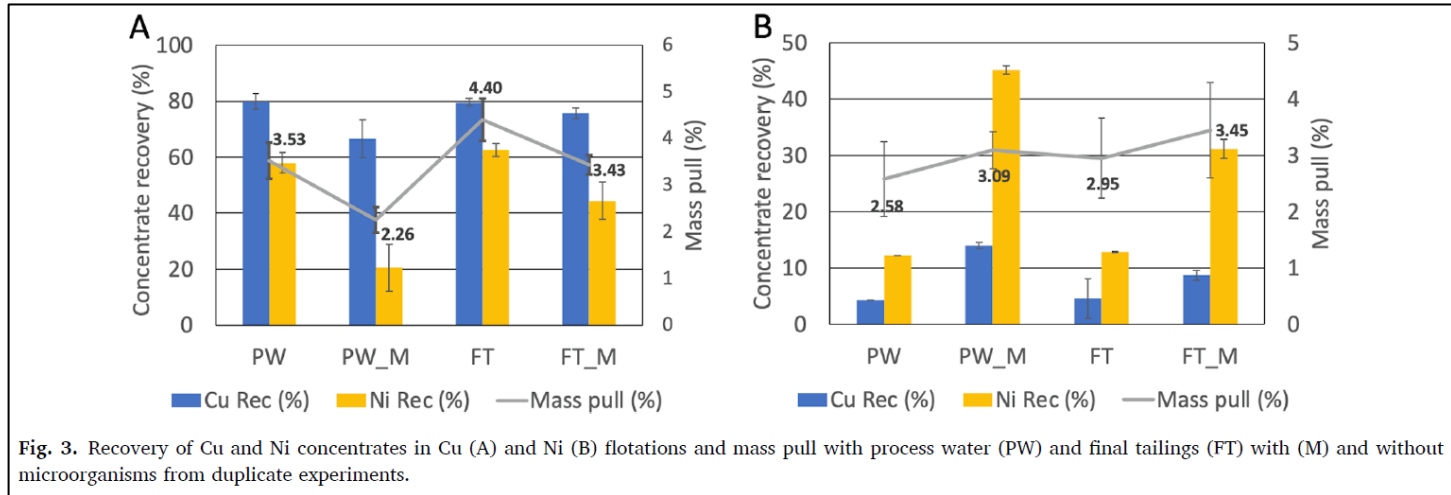 A
B
Concentrate recovery (%)
100
80
60
40
20
0
3.53
2.26
4.40
13.43
6
5
4
3
2
1
0
Mass pull (%)
PW PW_M FT FT_M
Cu Rec (%) Ni Rec (%) Mass pull (%)
Concentrate recovery (%)
50
40
30
20
10
0
2.58
3.09
2.95
3.45
5
4
3
2
1
0
Mass pull (%)
PW PW_M FT FT_M
Cu Rec (%) Ni Rec (%) Mass pull (%)
Fig. 3. Recovery of Cu and Ni concentrates in Cu (A) and Ni (B) flotations and mass pull with process water (PW) and final tailings (FT) with (M) and without
microorganisms from duplicate experiments.